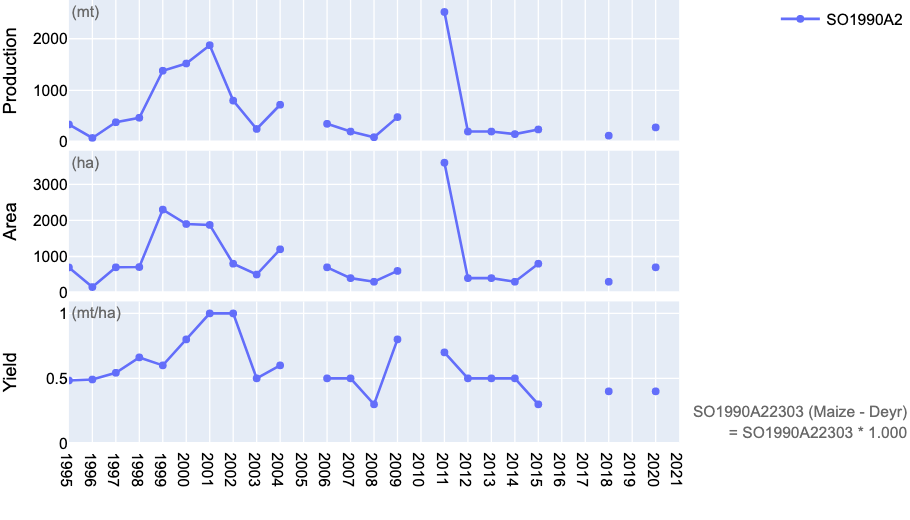 (mt)
SO1990A2
Production
2000
1000
0
(ha)
Area
3000
2000
1000
0
(mt/ha)
Yield
1
0.5
0
SO1990A22303 (Maize - Deyr)
= SO1990A22303 * 1.000
1995 1996 1997 1998 1999 2000 2001 2002 2003 2004 2005 2006 2007 2008 2009 2010 2011 2012 2013 2014 2015 2016 2017 2018 2019 2020 2021